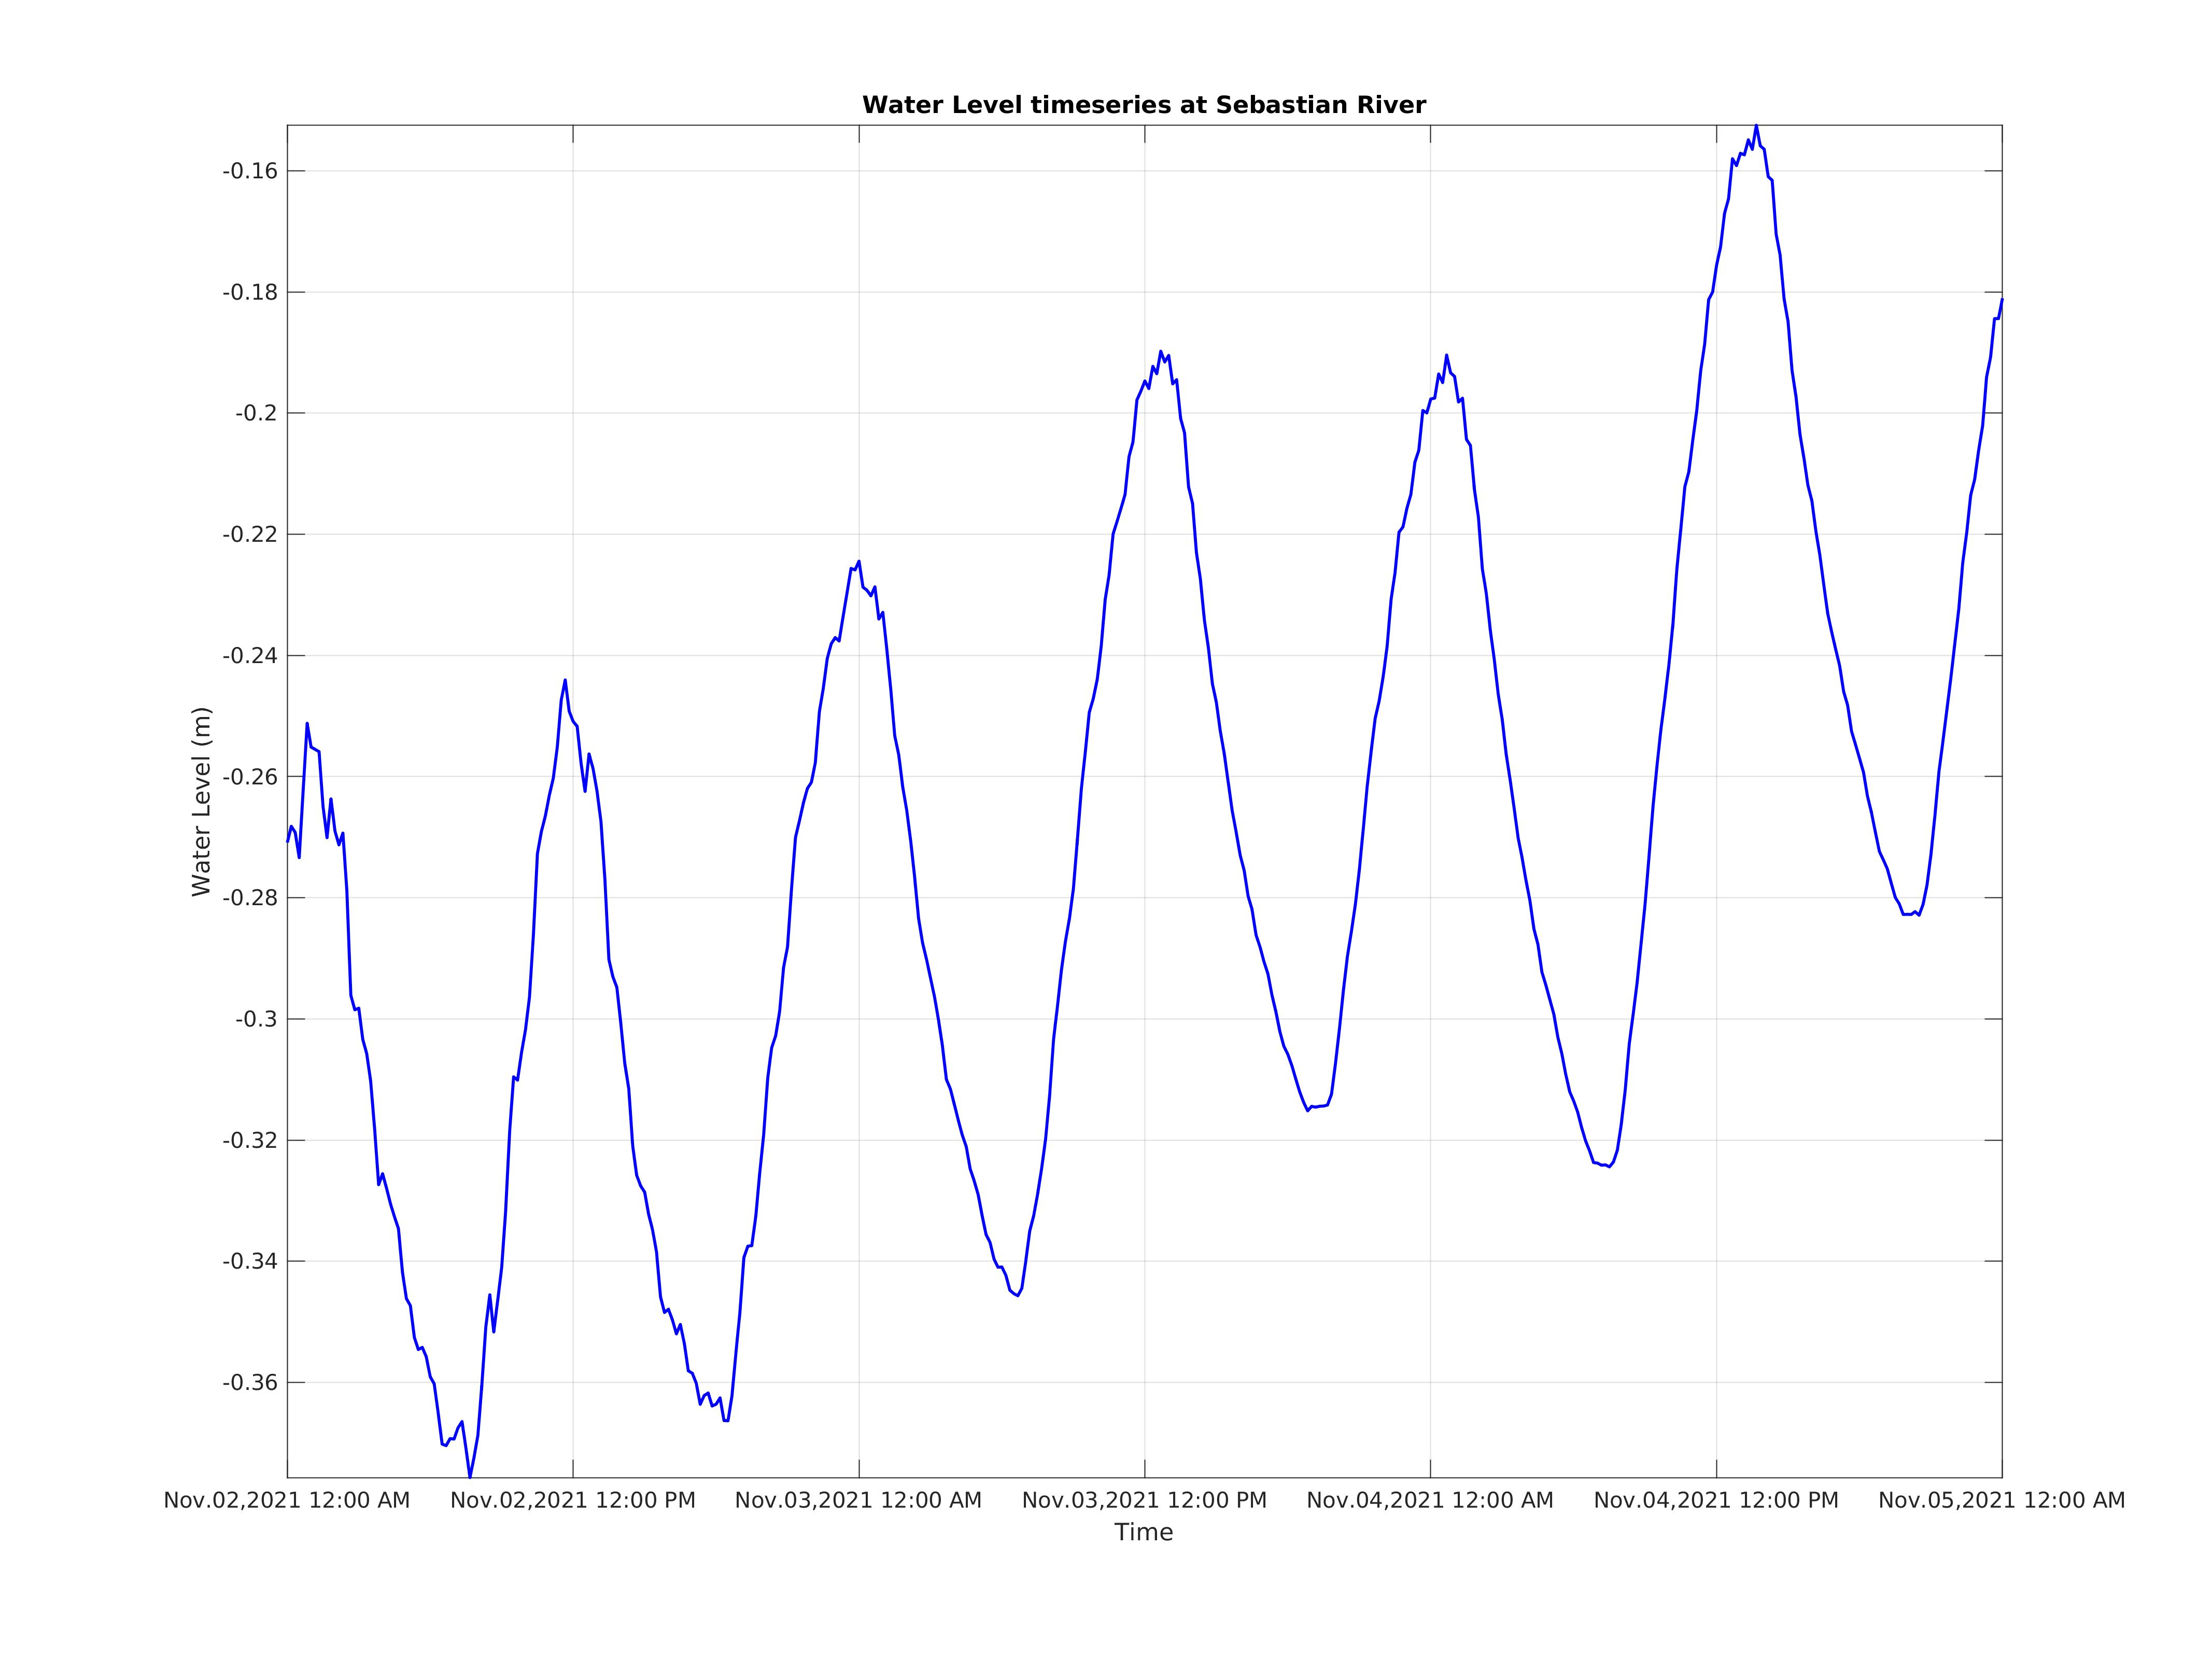 Water Level timeseries at Sebastian River
-0.16
-0.18
-0.2
-0.22
-0.24
-0.26
-0.28
-0.3
-0.32
-0.34
-0.36
Water Level (m)
Nov.02,2021 12:00 AM Nov.02,2021 12:00 PM Nov.03,2021 12:00 AM Nov.03,2021 12:00 PM Nov.04,2021 12:00 AM Nov.04,2021 12:00 PM Nov.05,2021 12:00 AM
Time